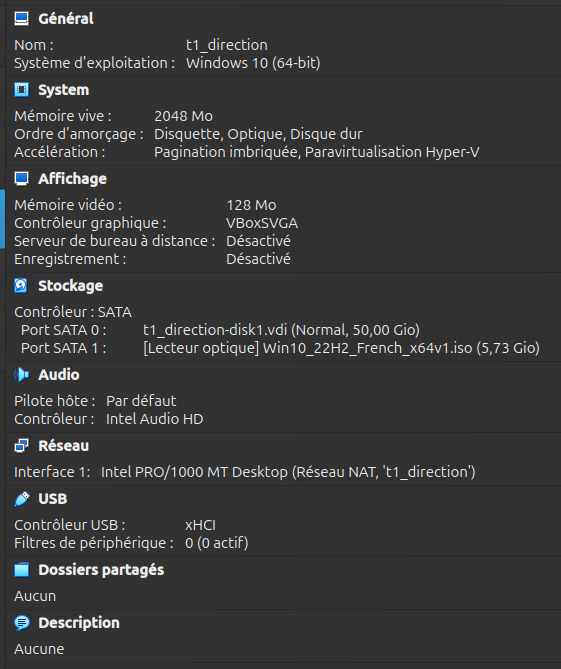 Général
Nom : t1_direction
Système d'exploitation : Windows 10 (64-bit)
System
Mémoire vive : 2048 Mo
Ordre d'amorçage : Disquette, Optique, Disque dur
Accélération : Pagination imbriquée, Paravirtualisation Hyper-V
Affichage
Mémoire vidéo : 128 Mo
Contrôleur graphique : VBoxSVGA
Serveur de bureau à distance : Désactivé
Enregistrement : Désactivé
Stockage
Contrôleur : SATA
Port SATA 0 : t1_direction-disk1.vdi (Normal, 50,00 Gio)
Port SATA 1 : [Lecteur optique] Win10_22H2_French_x64v1.iso (5,73 Gio)
Audio
Pilote hôte : Par défaut
Contrôleur : Intel Audio HD
Réseau
Interface 1: Intel PRO/1000 MT Desktop (Réseau NAT, 't1_direction')
USB
Contrôleur USB : xHCI
Filtres de périphérique : 0 (0 actif)
Dossiers partagés
Aucun
Description
Aucune